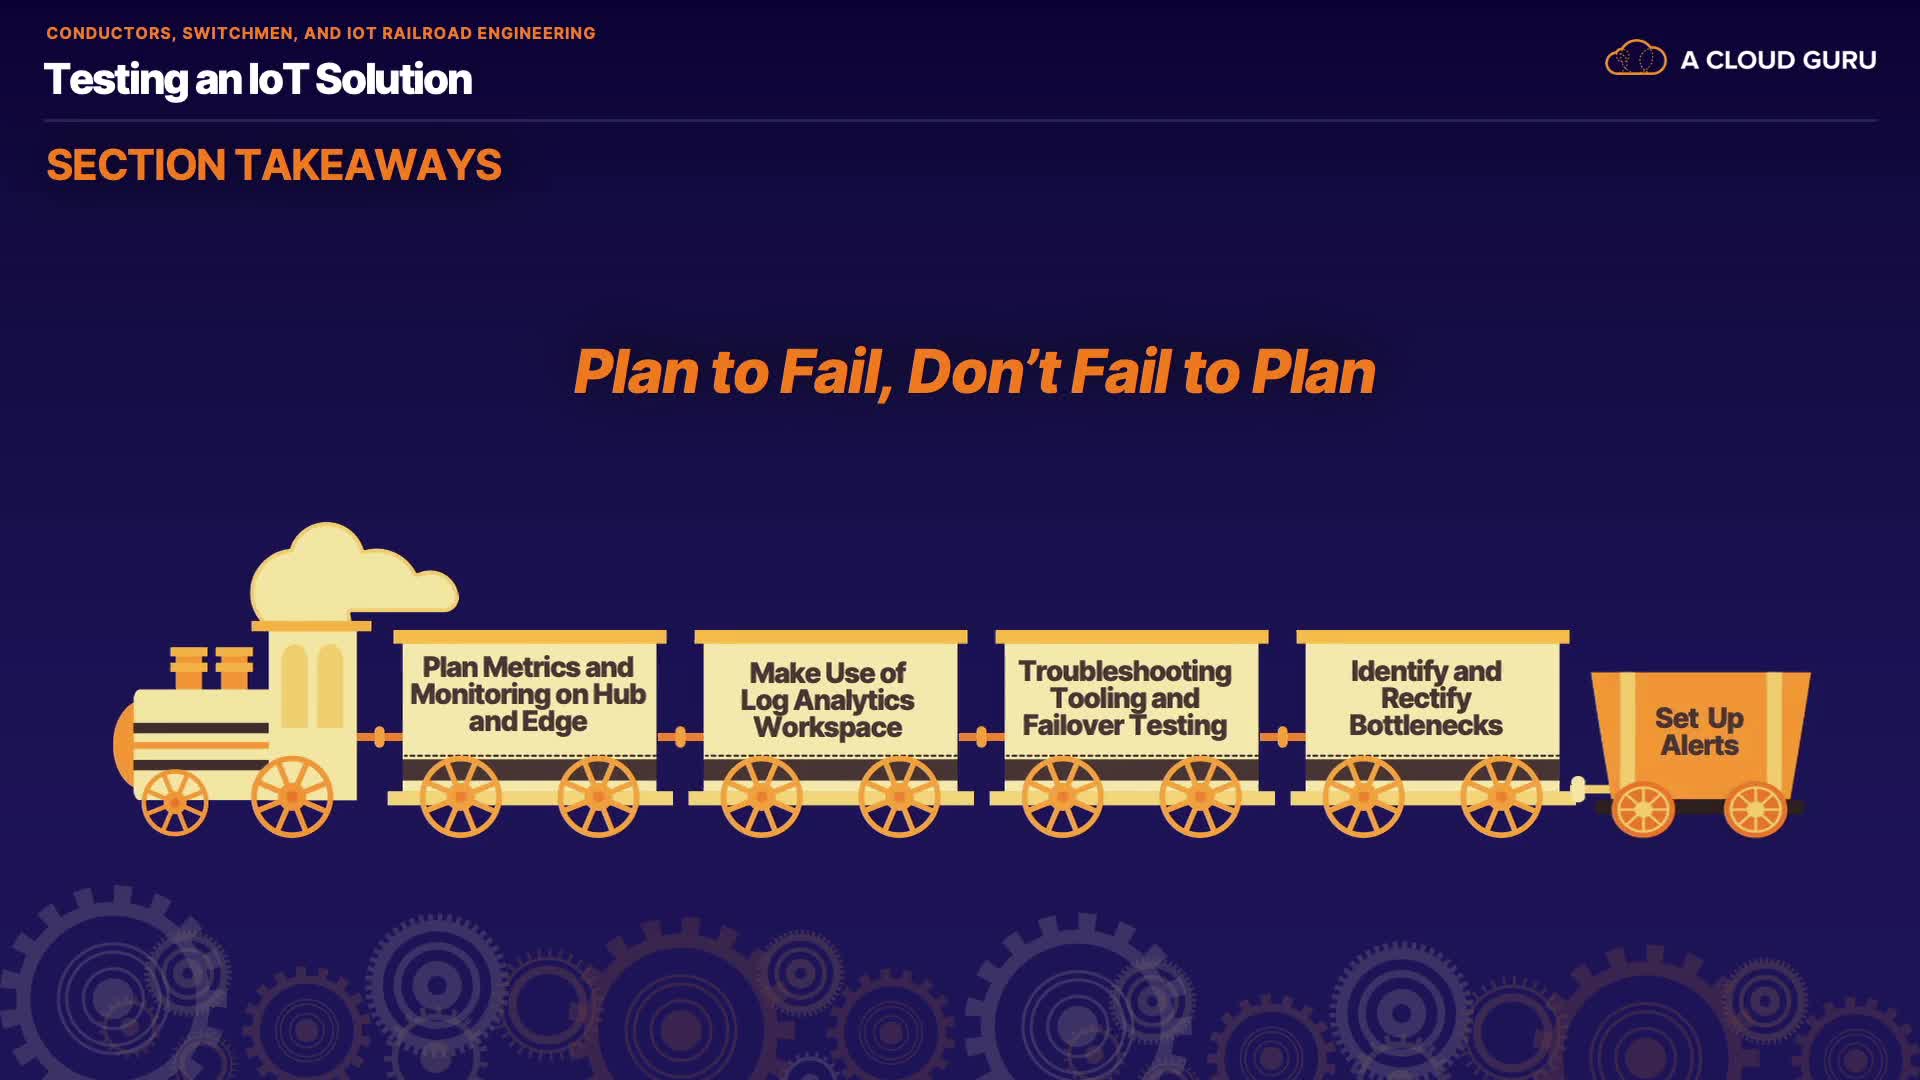 CONDUCTORS, SWITCHMEN, AND IOT RAILROAD ENGINEERING
Testing an IoT Solution
A CLOUD GURU
SECTION TAKEAWAYS
Plan to Fail, Don’t Fail to Plan
Plan Metrics and
Monitoring on Hub
and Edge
Make Use of
Log Analytics
Workspace
Troubleshooting
Tooling and
Failover Testing
Identify and
Rectify
Bottlenecks
Set Up
Alerts